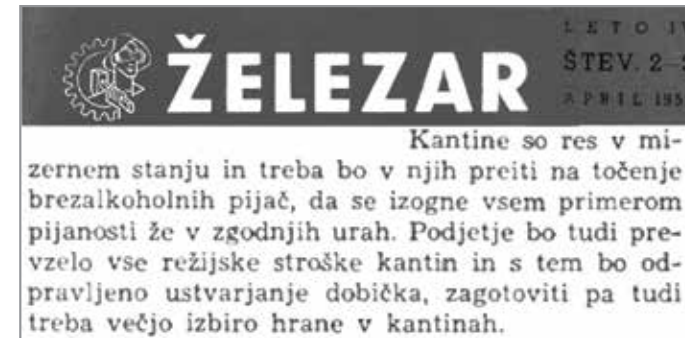 LETO IV
ŠTEV. 2-
ŽELEZAR
APRIL 195
Kantine so res v mi-
zernem stanju in treba bo v njih preiti na točenje
brezalkoholnih pijač, da se izogne vsem primerom
pijanosti že v zgodnjih urah. Podjetje bo tudi pre-
vzelo vse režijske stroške kantin in s tem bo od-
pravljeno ustvarjanje dobička, zagotoviti pa tudi
treba večjo izbiro hrane v kantinah.